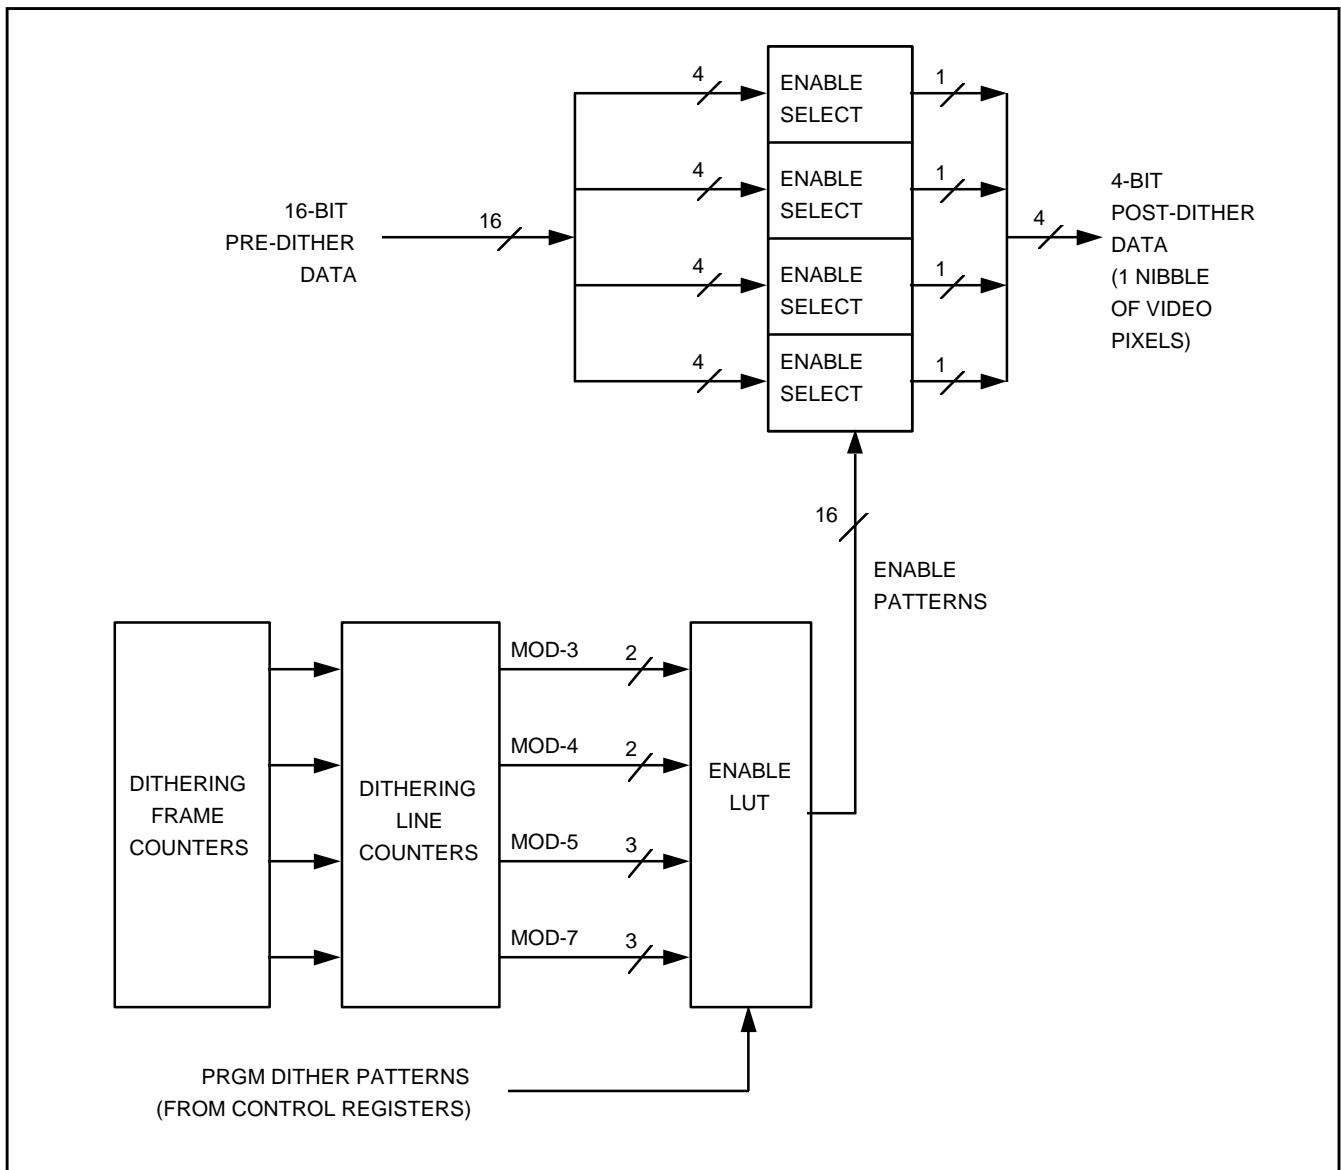 4
ENABLE
SELECT
1
4
ENABLE
SELECT
1
16-BIT
PRE-DITHER
DATA
16
4
4-BIT
POST-DITHER
DATA
(1 NIBBLE
OF VIDEO
PIXELS)
4
ENABLE
SELECT
1
4
ENABLE
SELECT
1
16
ENABLE
PATTERNS
DITHERING
FRAME
COUNTERS
DITHERING
LINE
COUNTERS
MOD-3 2
MOD-4 2
MOD-5 3
MOD-7 3
ENABLE
LUT
PRGM DITHER PATTERNS
(FROM CONTROL REGISTERS)